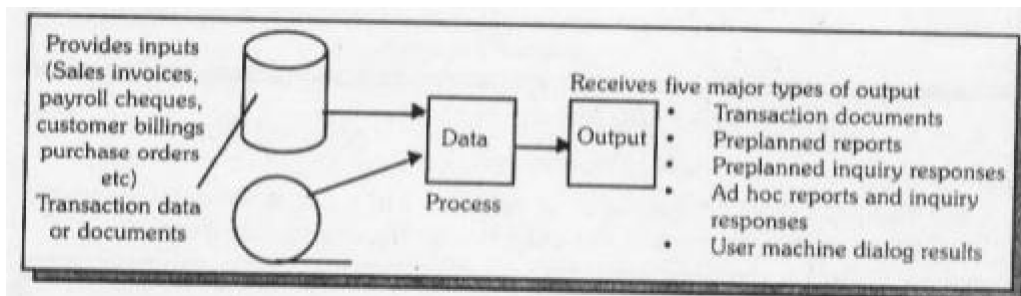 Provides inputs
(Sales invoices,
payroll cheques,
customer billings
purchase orders
etc)
Transaction data
or documents
Data
Process
Output
Receives five major types of output
• Transaction documents
• Preplanned reports
• Preplanned inquiry responses
• Ad hoc reports and inquiry
responses
• User machine dialog results